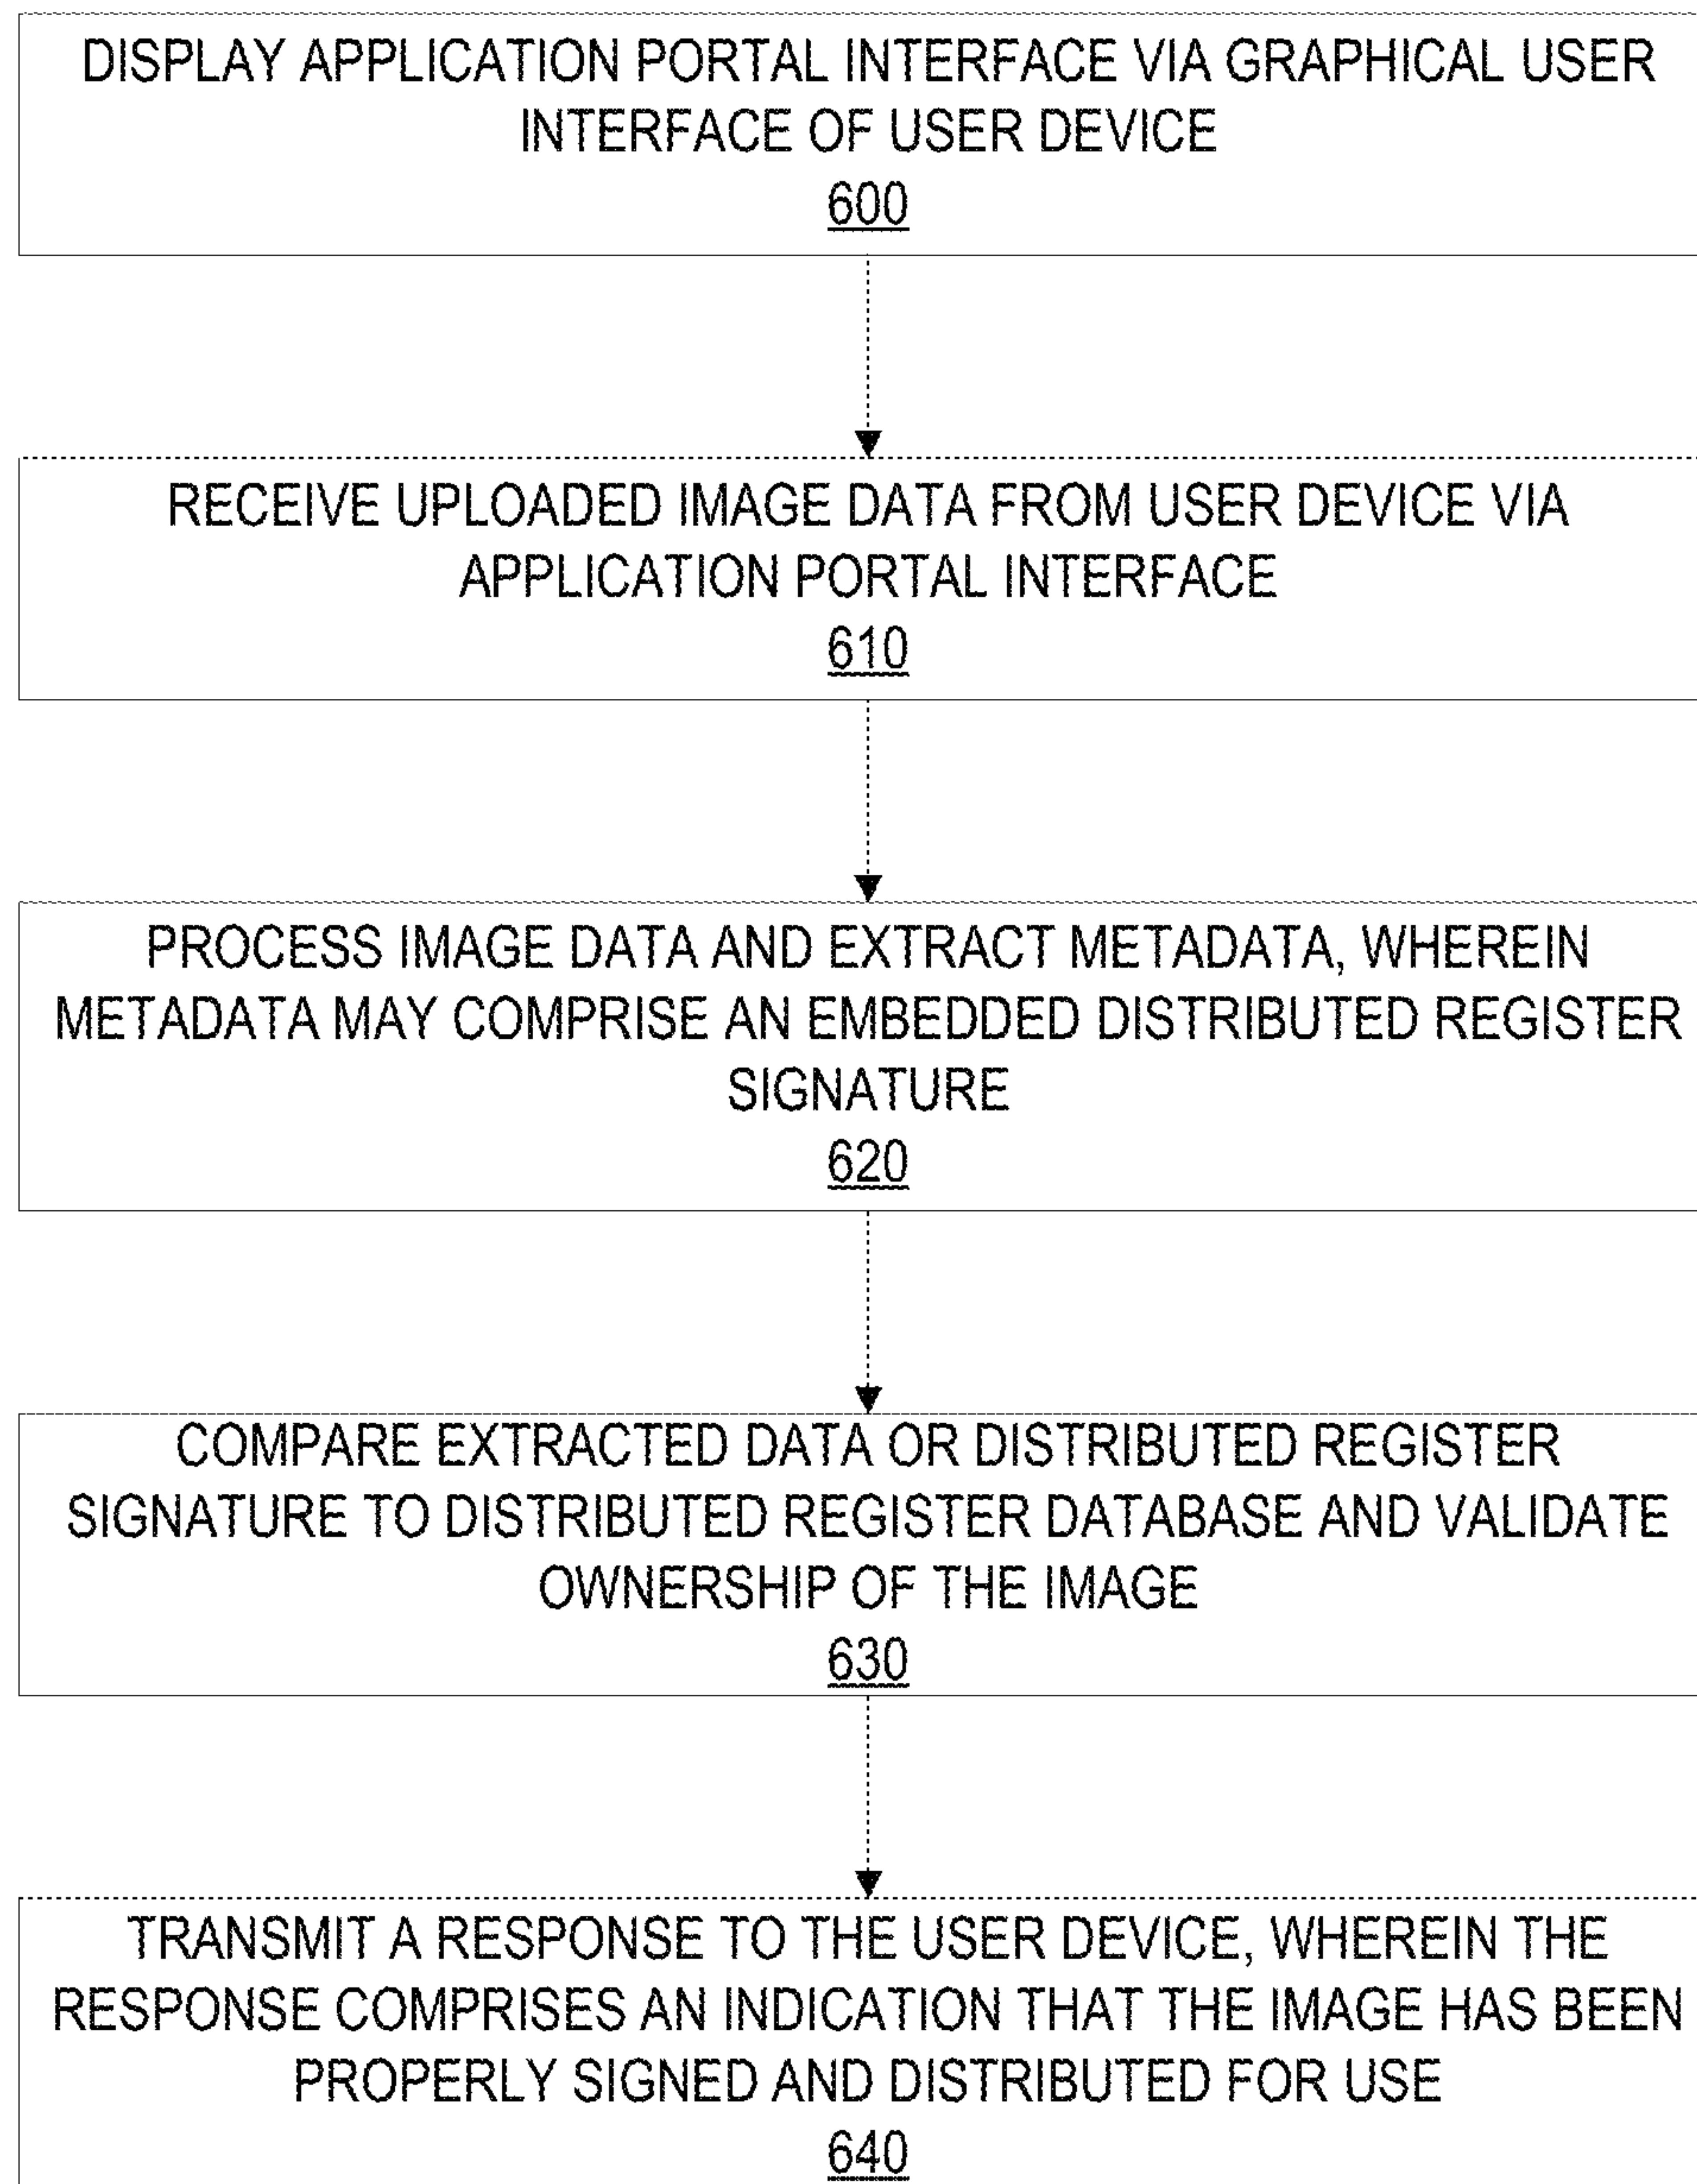 DISPLAY APPLICATION PORTAL INTERFACE VIA GRAPHICAL USER
INTERFACE OF USER DEVICE
600
RECEIVE UPLOADED IMAGE DATA FROM USER DEVICE VIA
APPLICATION PORTAL INTERFACE
610
PROCESS IMAGE DATA AND EXTRACT METADATA, WHEREIN
METADATA MAY COMPRISE AN EMBEDDED DISTRIBUTED REGISTER
SIGNATURE
620
COMPARE EXTRACTED DATA OR DISTRIBUTED REGISTER
SIGNATURE TO DISTRIBUTED REGISTER DATABASE AND VALIDATE
OWNERSHIP OF THE IMAGE
630
TRANSMIT A RESPONSE TO THE USER DEVICE, WHEREIN THE
RESPONSE COMPRISES AN INDICATION THAT THE IMAGE HAS BEEN
PROPERLY SIGNED AND DISTRIBUTED FOR USE
640